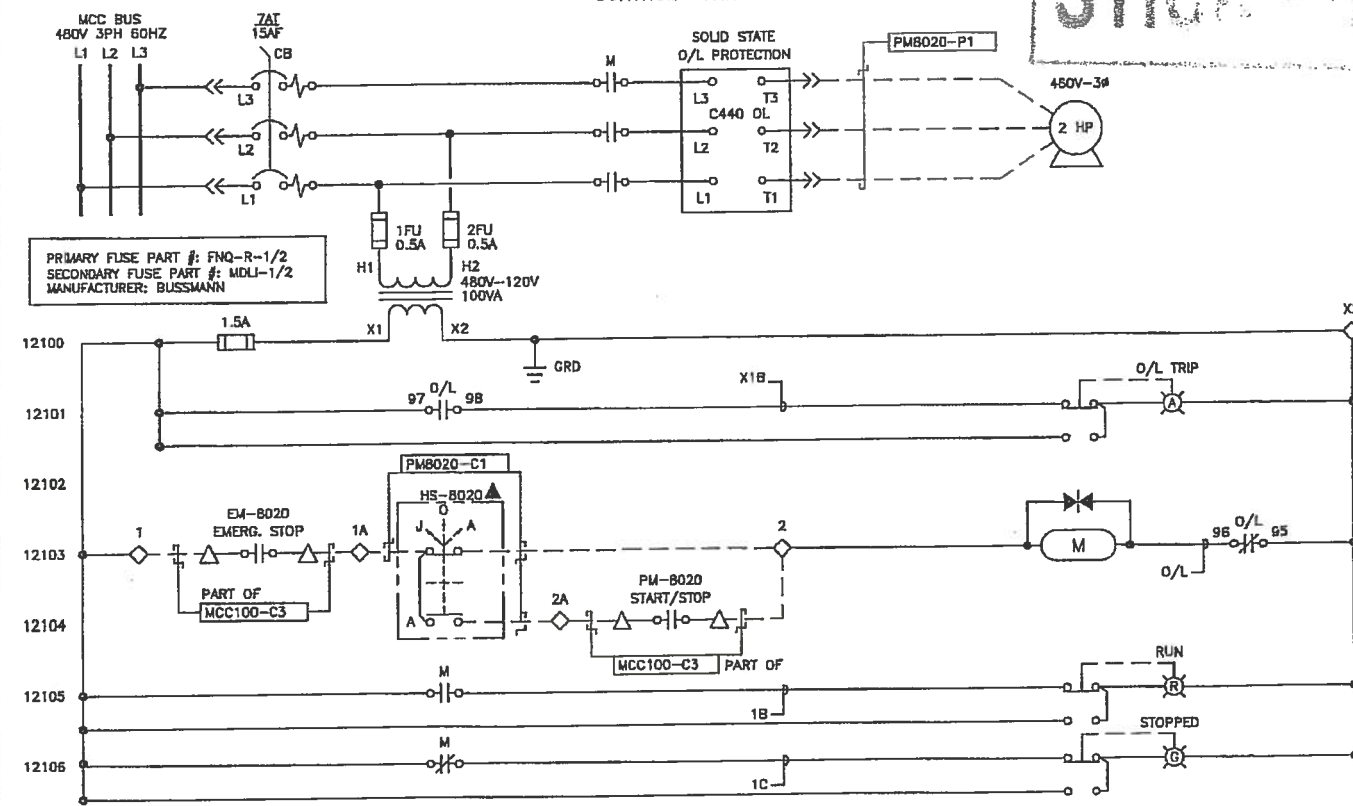 MCC BUS
480V 3PH 60HZ
L1 L2 L3
7AT
15AF
CB
L3
L2
L1
M
SOLID STATE
O/L PROTECTION
L3 T3
C440 OL
L2 T2
L1 T1
PM8020-P1
460V-3ø
2 HP
1FU
0.5A
2FU
0.5A
H1 H2
480V-120V
100VA
PRIMARY FUSE PART #: FNQ-R-1/2
SECONDARY FUSE PART #: MDLI-1/2
MANUFACTURER: BUSSMANN
12100
1.5A
X1 X2
GRD
12101
97 O/L 98
X1B
O/L TRIP
A
12102
PM8020-C1
HS-8020
O
J A
12103
1
EM-8020
EMERG. STOP
1A
PART OF
MCC100-C3
2
M
O/L
96 O/L 95
12104
A
2A
PM-8020
START/STOP
MCC100-C3 PART OF
12105
M
1B
RUN
R
12106
M
1C
STOPPED
G